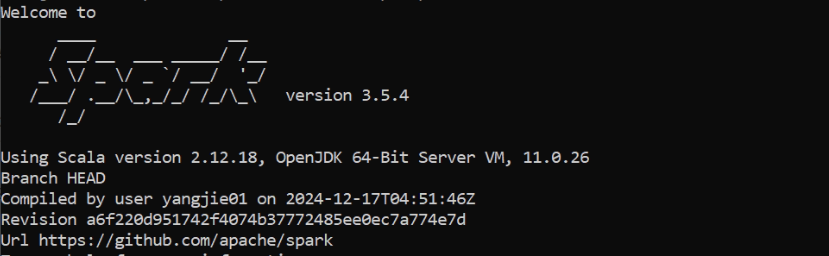 Welcome to
      ____              __
     / __/__  ___ _____/ /__
    _\ \/ _ \/ _ `/ __/  '_/
   /___/ .__/\_,_/_/ /_/\_\   version 3.5.4
      /_/
Using Scala version 2.12.18, OpenJDK 64-Bit Server VM, 11.0.26
Branch HEAD
Compiled by user yangjie01 on 2024-12-17T04:51:46Z
Revision a6f220d951742f4074b37772485ee0ec7a774e7d
Url https://github.com/apache/spark